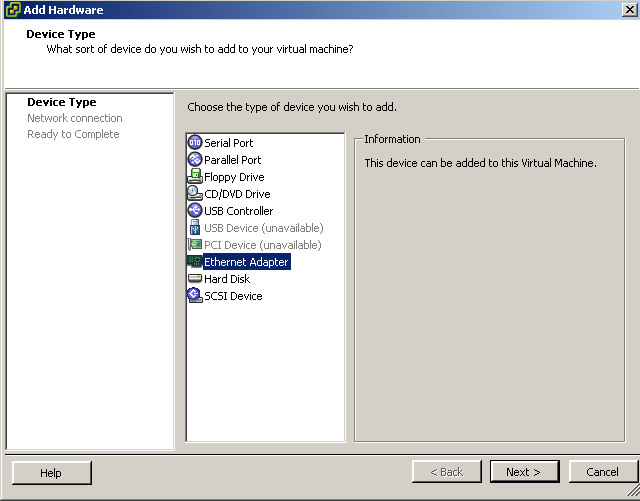 Add Hardware
Device Type
What sort of device do you wish to add to your virtual machine?
Device Type
Network connection
Ready to Complete
Choose the type of device you wish to add.
Serial Port
Parallel Port
Floppy Drive
CD/DVD Drive
USB Controller
USB Device (unavailable)
PCI Device (unavailable)
Ethernet Adapter
Hard Disk
SCSI Device
Information
This device can be added to this Virtual Machine.
Help
< Back
Next >
Cancel